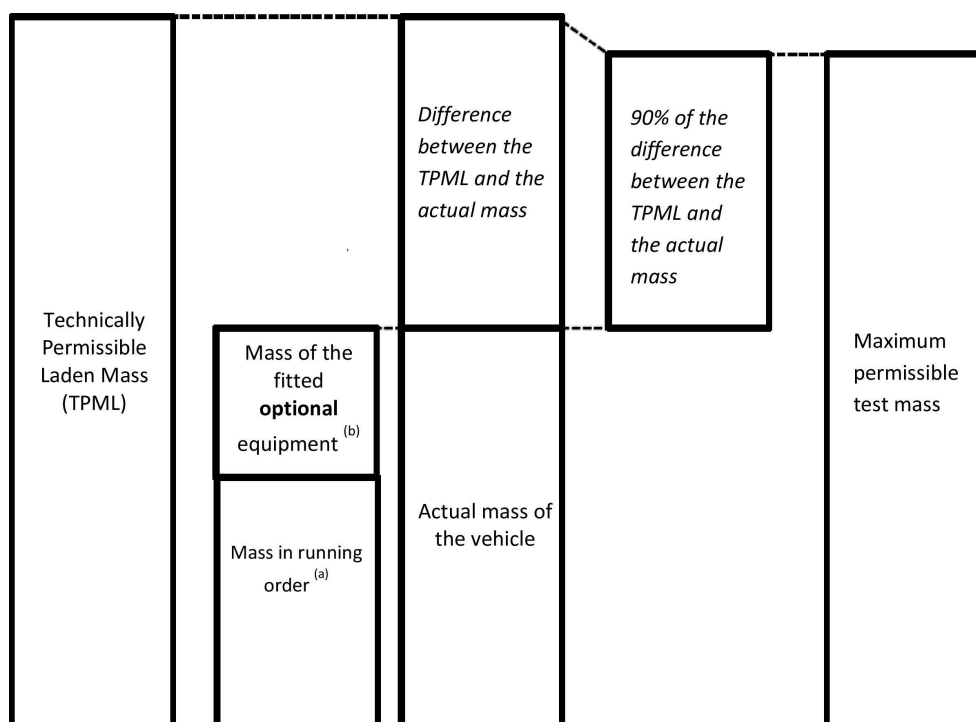 Technically
Permissible
Laden Mass
(TPML)
Mass of the
fitted
optional
equipment (b)
Mass in running
order (a)
Difference
between the
TPML and the
actual mass
Actual mass of
the vehicle
90% of the
difference
between the
TPML and
the actual
mass
Maximum
permissible
test mass